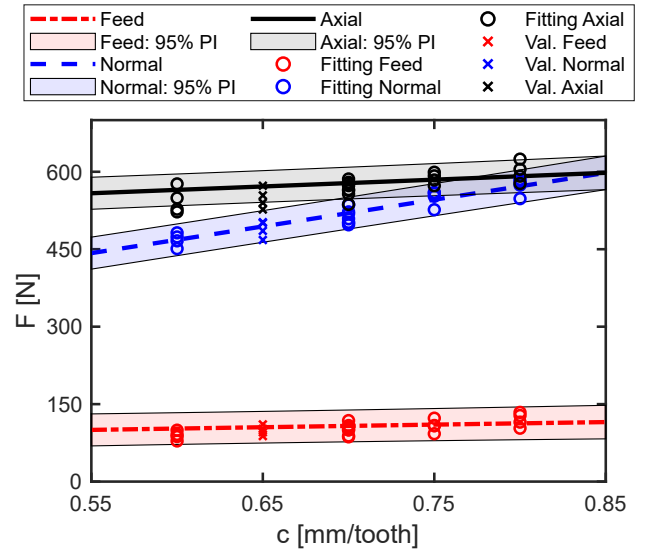 Feed Axial Fitting Axial
Feed: 95% PI Axial: 95% PI Val. Feed
Normal Fitting Feed Val. Normal
Normal: 95% PI Fitting Normal Val. Axial
600
450
300
150
0
F [N]
0.55 0.65 0.75 0.85
c [mm/tooth]